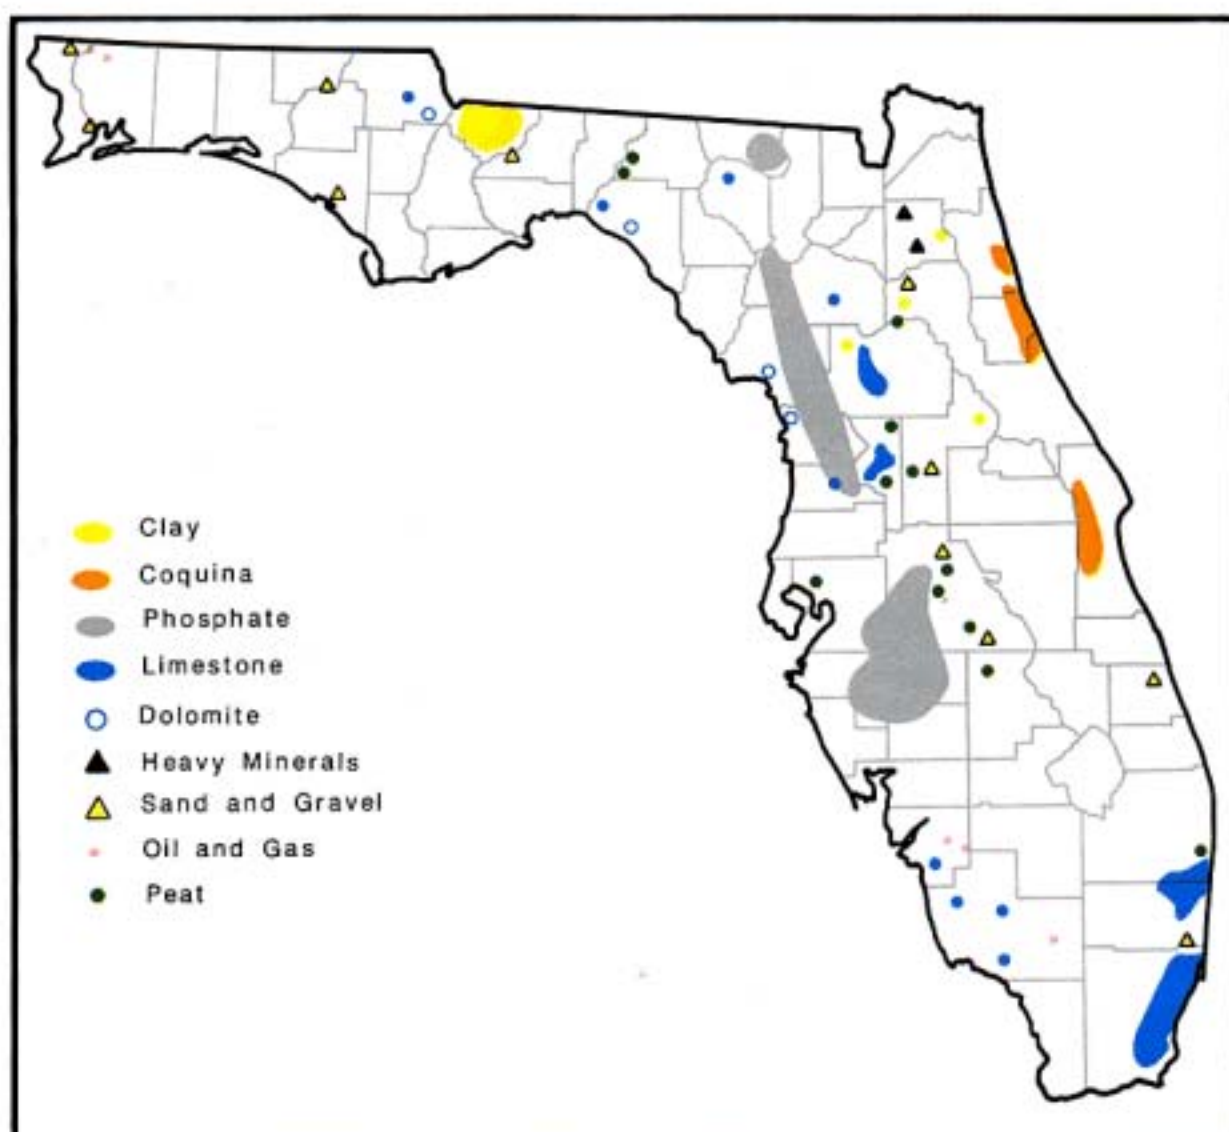 Clay
Coquina
Phosphate
Limestone
Dolomite
Heavy Minerals
Sand and Gravel
Oil and Gas
Peat